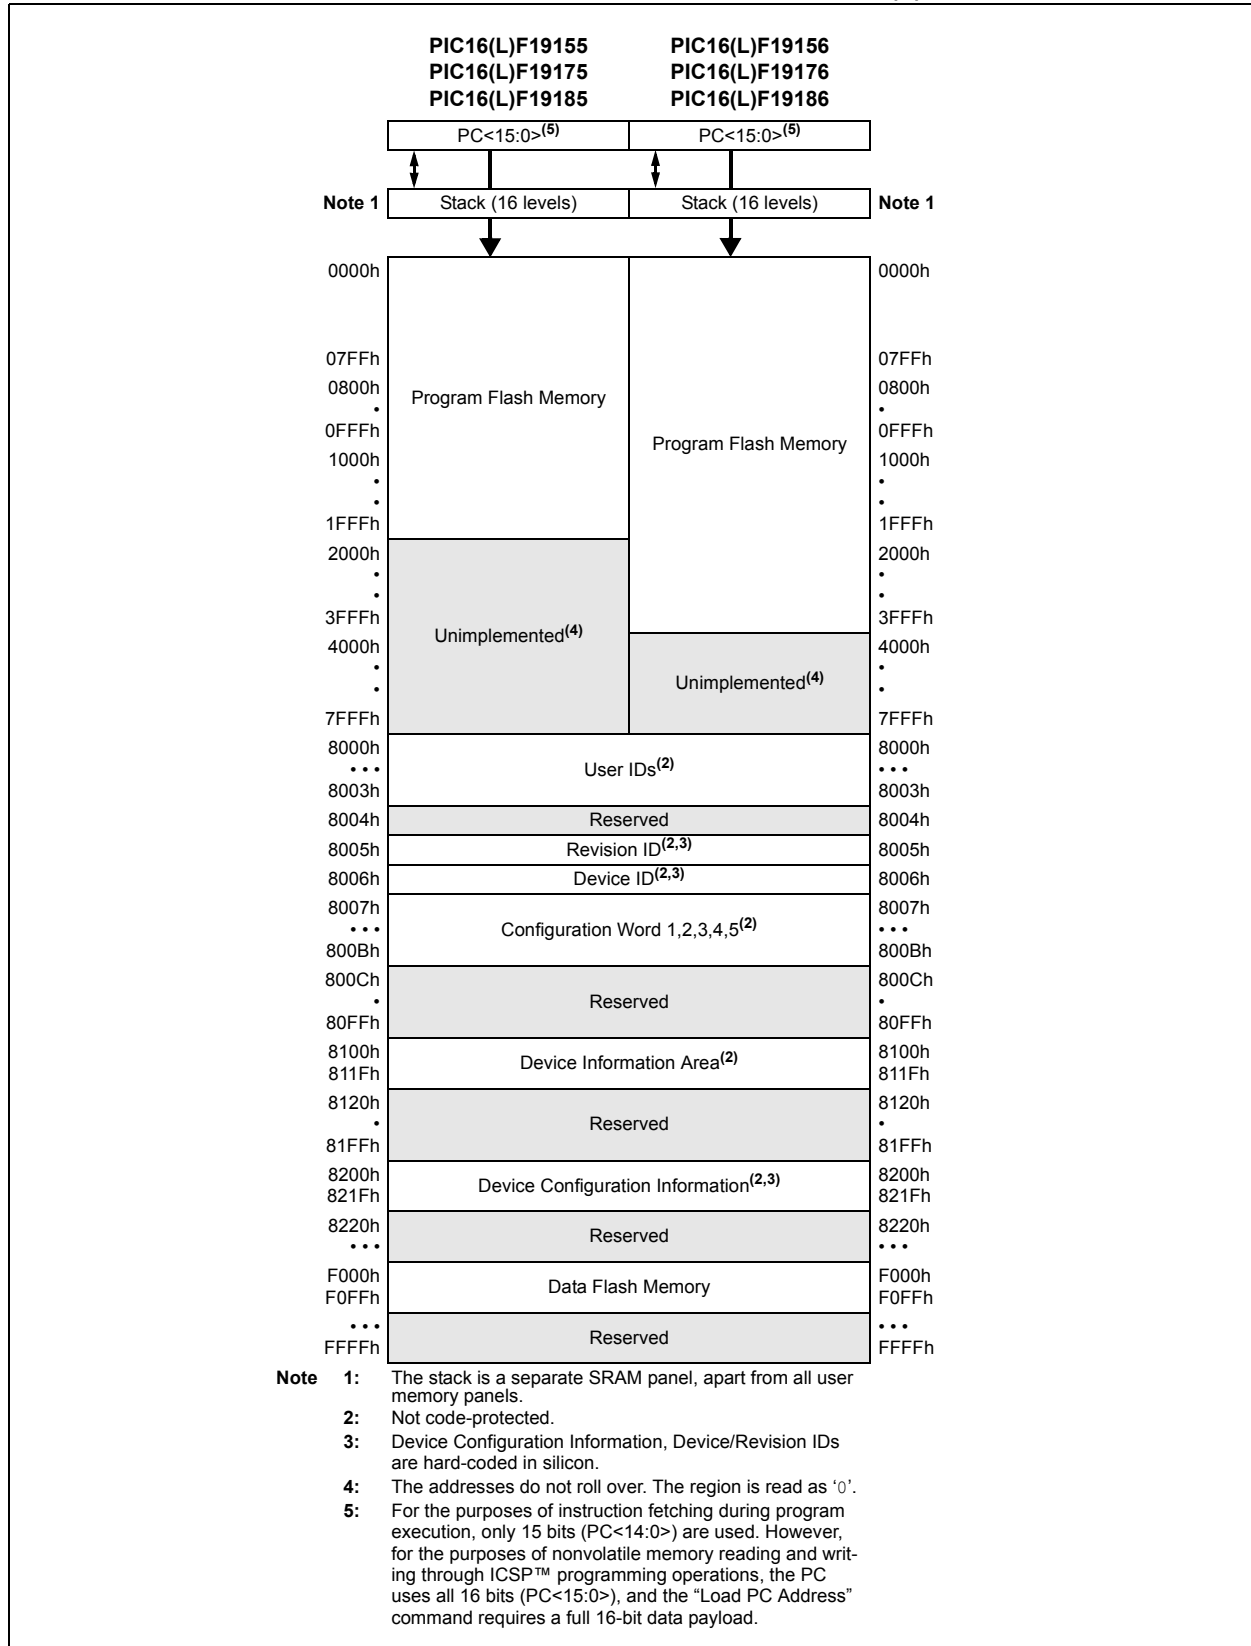 PIC16(L)F19155 PIC16(L)F19156
PIC16(L)F19175 PIC16(L)F19176
PIC16(L)F19185 PIC16(L)F19186
PC<15:0>(5) PC<15:0>(5)
Note 1 Stack (16 levels) Stack (16 levels) Note 1
0000h 0000h
07FFh 07FFh
0800h Program Flash Memory 0800h
• •
0FFFh 0FFFh
Program Flash Memory
1000h 1000h
• •
• •
1FFFh 1FFFh
2000h 2000h
• •
• •
3FFFh 3FFFh
Unimplemented(4)
4000h 4000h
• •
Unimplemented(4)
• •
7FFFh 7FFFh
8000h 8000h
• • • User IDs(2) • • •
8003h 8003h
8004h Reserved 8004h
8005h Revision ID(2,3) 8005h
8006h Device ID(2,3) 8006h
8007h 8007h
• • • Configuration Word 1,2,3,4,5(2) • • •
800Bh 800Bh
800Ch 800Ch
• Reserved •
80FFh 80FFh
8100h 8100h
Device Information Area(2)
811Fh 811Fh
8120h 8120h
• Reserved •
81FFh 81FFh
8200h 8200h
Device Configuration Information(2,3)
821Fh 821Fh
8220h 8220h
Reserved
• • • • • •
F000h F000h
Data Flash Memory
F0FFh F0FFh
• • • • • •
Reserved
FFFFh FFFFh
Note 1: The stack is a separate SRAM panel, apart from all user
memory panels.
2: Not code-protected.
3: Device Configuration Information, Device/Revision IDs
are hard-coded in silicon.
4: The addresses do not roll over. The region is read as ‘0’.
5: For the purposes of instruction fetching during program
execution, only 15 bits (PC<14:0>) are used. However,
for the purposes of nonvolatile memory reading and writ-
ing through ICSP™ programming operations, the PC
uses all 16 bits (PC<15:0>), and the “Load PC Address”
command requires a full 16-bit data payload.